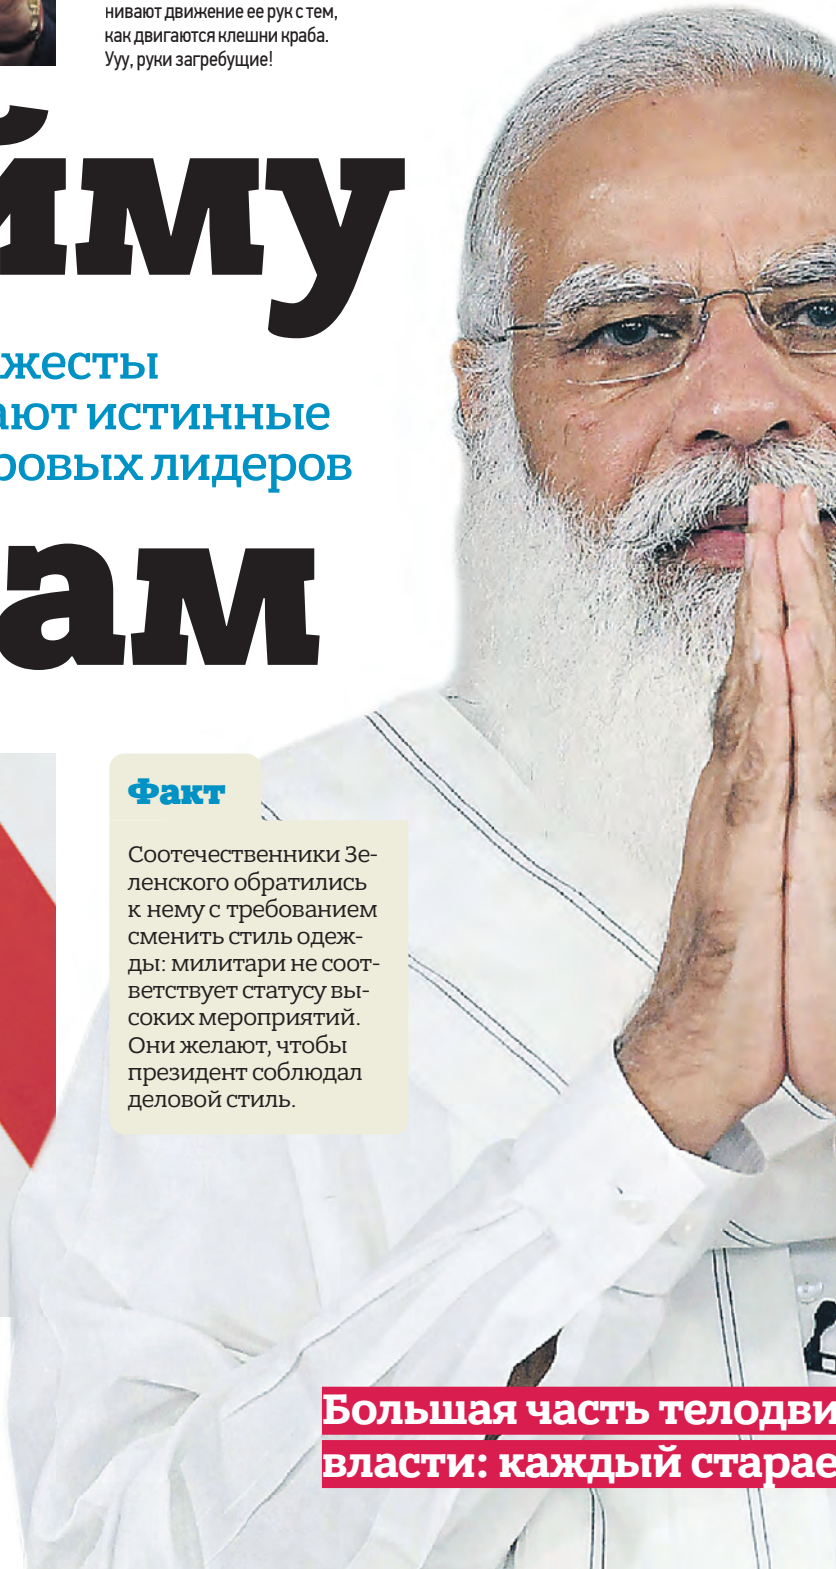 нивают движение ее рук с тем,
как двигаются клешни краба.
Ууу, руки загребущие!
йму
жесты
ают истинные
ровых лидеров
ам
Факт
Соотечественники Зе-
ленского обратились
к нему с требованием
сменить стиль одеж-
ды: милитари не соот-
ветствует статусу вы-
соких мероприятий.
Они желают, чтобы
президент соблюдал
деловой стиль.
Большая часть телодви
власти: каждый старае